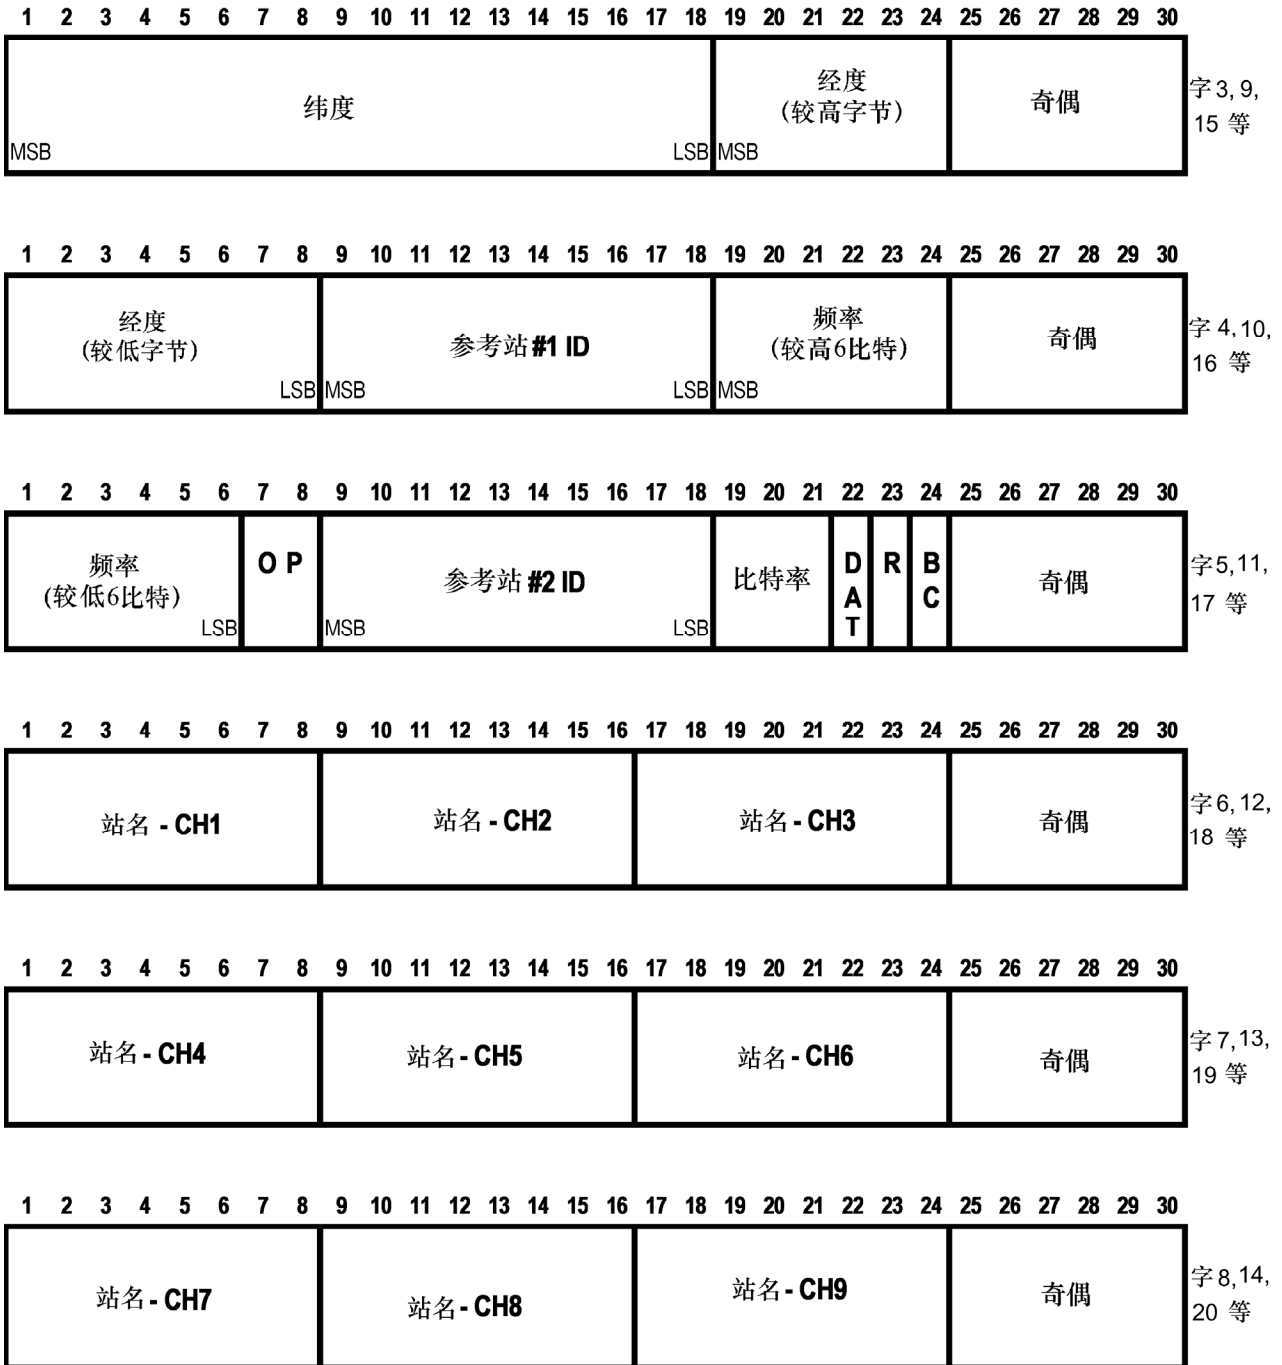 1 2 3 4 5 6 7 8 9 10 11 12 13 14 15 16 17 18 19 20 21 22 23 24 25 26 27 28 29 30
纬度 经度 奇偶 字3, 9,
(较高字节) 15 等
MSB LSB MSB
1 2 3 4 5 6 7 8 9 10 11 12 13 14 15 16 17 18 19 20 21 22 23 24 25 26 27 28 29 30
经度 参考站 #1 ID 频率 奇偶 字 4,10,
(较低字节) (较高6比特) 16 等
LSB MSB LSB MSB
1 2 3 4 5 6 7 8 9 10 11 12 13 14 15 16 17 18 19 20 21 22 23 24 25 26 27 28 29 30
频率 O P 参考站 #2 ID 比特率 DAT R BC 奇偶 字5,11,
(较低6比特) 17 等
LSB MSB LSB
1 2 3 4 5 6 7 8 9 10 11 12 13 14 15 16 17 18 19 20 21 22 23 24 25 26 27 28 29 30
站名 - CH1 站名 - CH2 站名 - CH3 奇偶 字6,12,
18 等
1 2 3 4 5 6 7 8 9 10 11 12 13 14 15 16 17 18 19 20 21 22 23 24 25 26 27 28 29 30
站名 - CH4 站名 - CH5 站名 - CH6 奇偶 字7,13,
19 等
1 2 3 4 5 6 7 8 9 10 11 12 13 14 15 16 17 18 19 20 21 22 23 24 25 26 27 28 29 30
站名 - CH7 站名 - CH8 站名 - CH9 奇偶 字8,14,
20 等